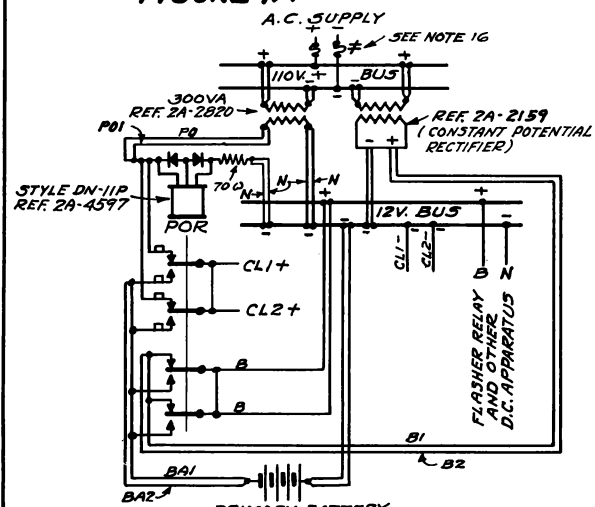 A.C. SUPPLY
+ -
SEE NOTE 16
+ 110V. + - BUS +
300VA
REF. 2A-2820
REF. 2A-2159
(CONSTANT POTENTIAL
RECTIFIER)
PO1
PO
- +
STYLE DN-11P
REF. 2A-4597
70Ω
N N N
POR
12V. BUS
+ -
CL1-
CL2-
B N
CL1+
CL2+
FLASHER RELAY
AND OTHER
D.C. APPARATUS
B
B
B1
B2
BA1
BA2